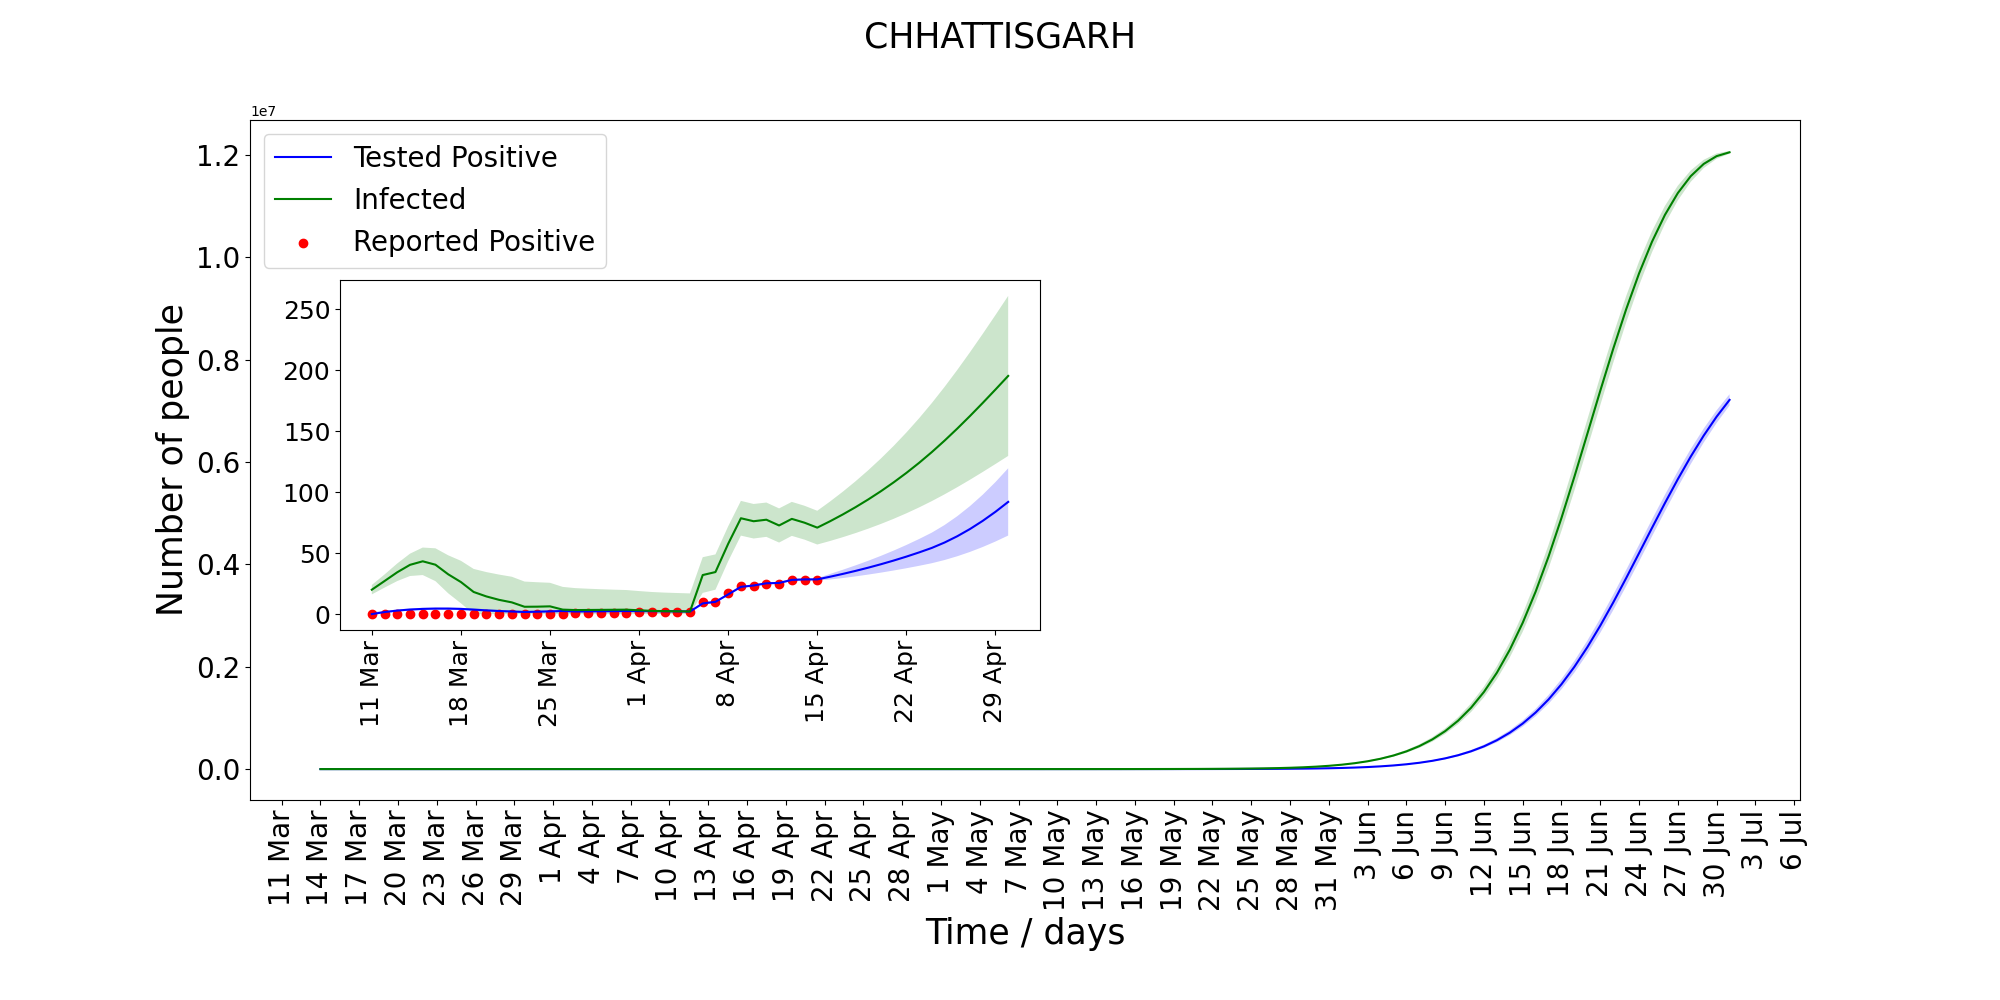 CHHATTISGARH
1e7
1.2
1.0
0.8
0.6
0.4
0.2
0.0
Number of people
Tested Positive
Infected
Reported Positive
250
200
150
100
50
0
11 Mar
18 Mar
25 Mar
1 Apr
8 Apr
15 Apr
22 Apr
29 Apr
11 Mar
14 Mar
17 Mar
20 Mar
23 Mar
26 Mar
29 Mar
1 Apr
4 Apr
7 Apr
10 Apr
13 Apr
16 Apr
19 Apr
22 Apr
25 Apr
28 Apr
1 May
4 May
7 May
10 May
13 May
16 May
19 May
22 May
25 May
28 May
31 May
3 Jun
6 Jun
9 Jun
12 Jun
15 Jun
18 Jun
21 Jun
24 Jun
27 Jun
30 Jun
3 Jul
6 Jul
Time / days